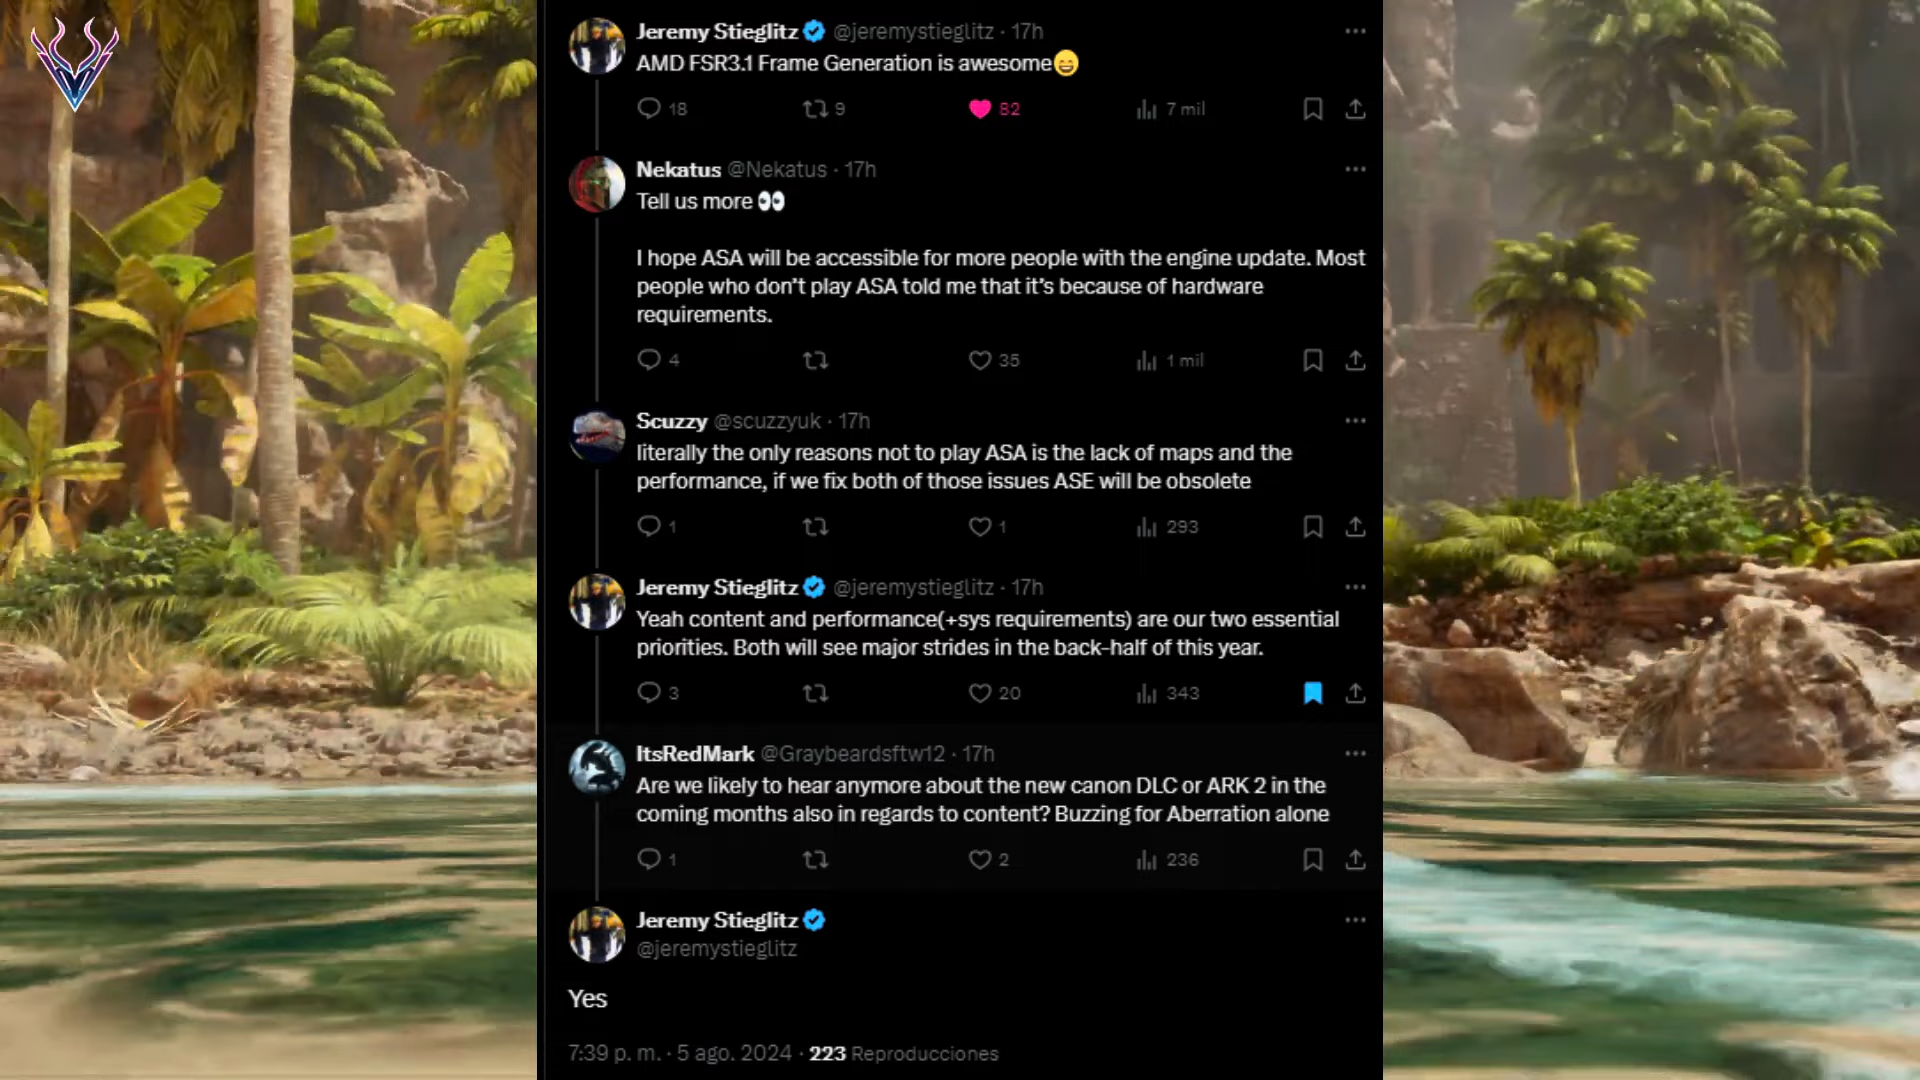 Jeremy Stieglitz @jeremystieglitz · 17h
AMD FSR3.1 Frame Generation is awesome😄
18 9 82 7 mil
Nekatus @Nekatus · 17h
Tell us more 👀
I hope ASA will be accessible for more people with the engine update. Most
people who don't play ASA told me that it's because of hardware
requirements.
4 35 1 mil
Scuzzy @scuzzyuk · 17h
literally the only reasons not to play ASA is the lack of maps and the
performance, if we fix both of those issues ASE will be obsolete
1 1 293
Jeremy Stieglitz @jeremystieglitz · 17h
Yeah content and performance(+sys requirements) are our two essential
priorities. Both will see major strides in the back-half of this year.
3 20 343
ItsRedMark @Graybeardsftw12 · 17h
Are we likely to hear anymore about the new canon DLC or ARK 2 in the
coming months also in regards to content? Buzzing for Aberration alone
1 2 236
Jeremy Stieglitz
@jeremystieglitz
Yes
7:39 p. m. · 5 ago. 2024 · 223 Reproducciones